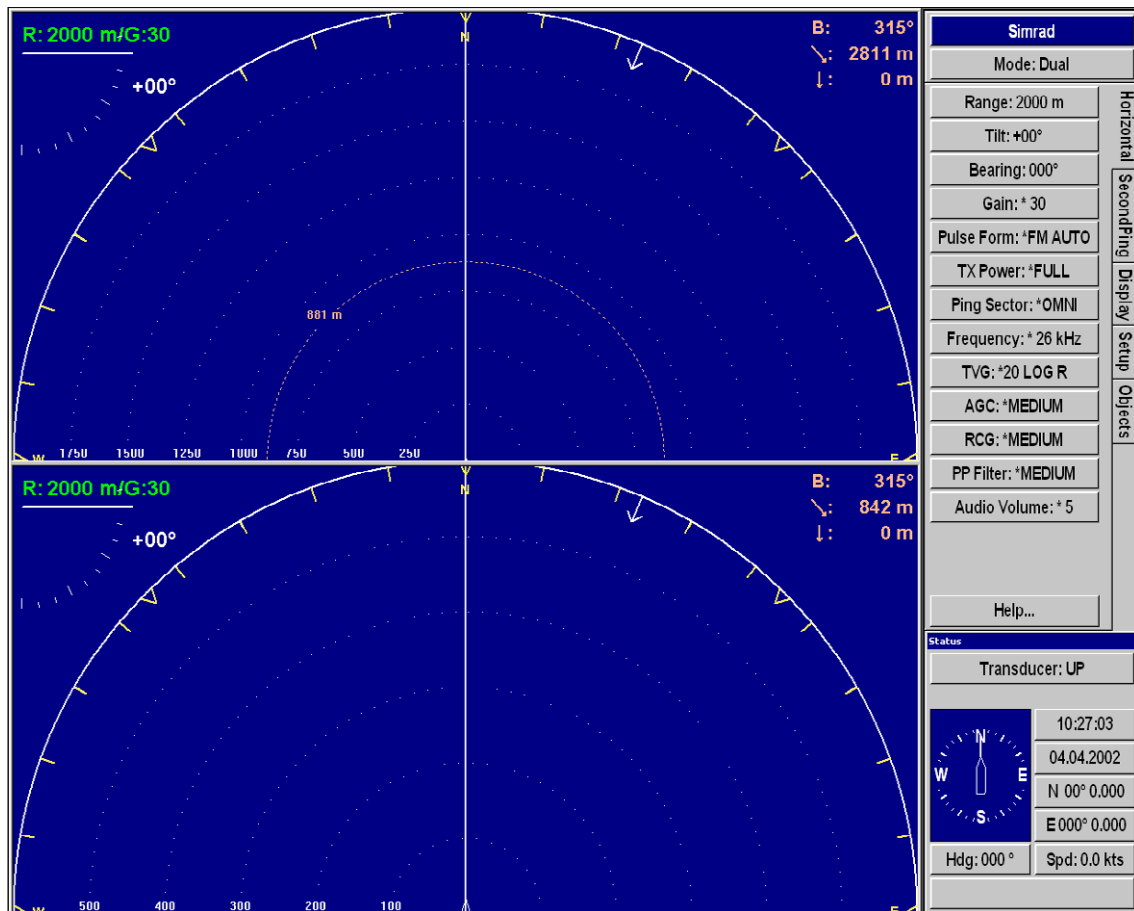 R: 2000 m/G:30
+00°
N
B: 315°
↘: 2811 m
↓: 0 m
881 m
W 1750 1500 1250 1000 750 500 250 E
R: 2000 m/G:30
+00°
N
B: 315°
↘: 842 m
↓: 0 m
W 500 400 300 200 100 E
Simrad
Mode: Dual
Range: 2000 m
Tilt: +00°
Bearing: 000°
Gain: * 30
Pulse Form: *FM AUTO
TX Power: *FULL
Ping Sector: *OMNI
Frequency: * 26 kHz
TVG: *20 LOG R
AGC: *MEDIUM
RCG: *MEDIUM
PP Filter: *MEDIUM
Audio Volume: * 5
Help...
Horizontal
SecondPing
Display
Setup
Objects
Status
Transducer: UP
N
W E
S
10:27:03
04.04.2002
N 00° 0.000
E 000° 0.000
Hdg: 000 °
Spd: 0.0 kts